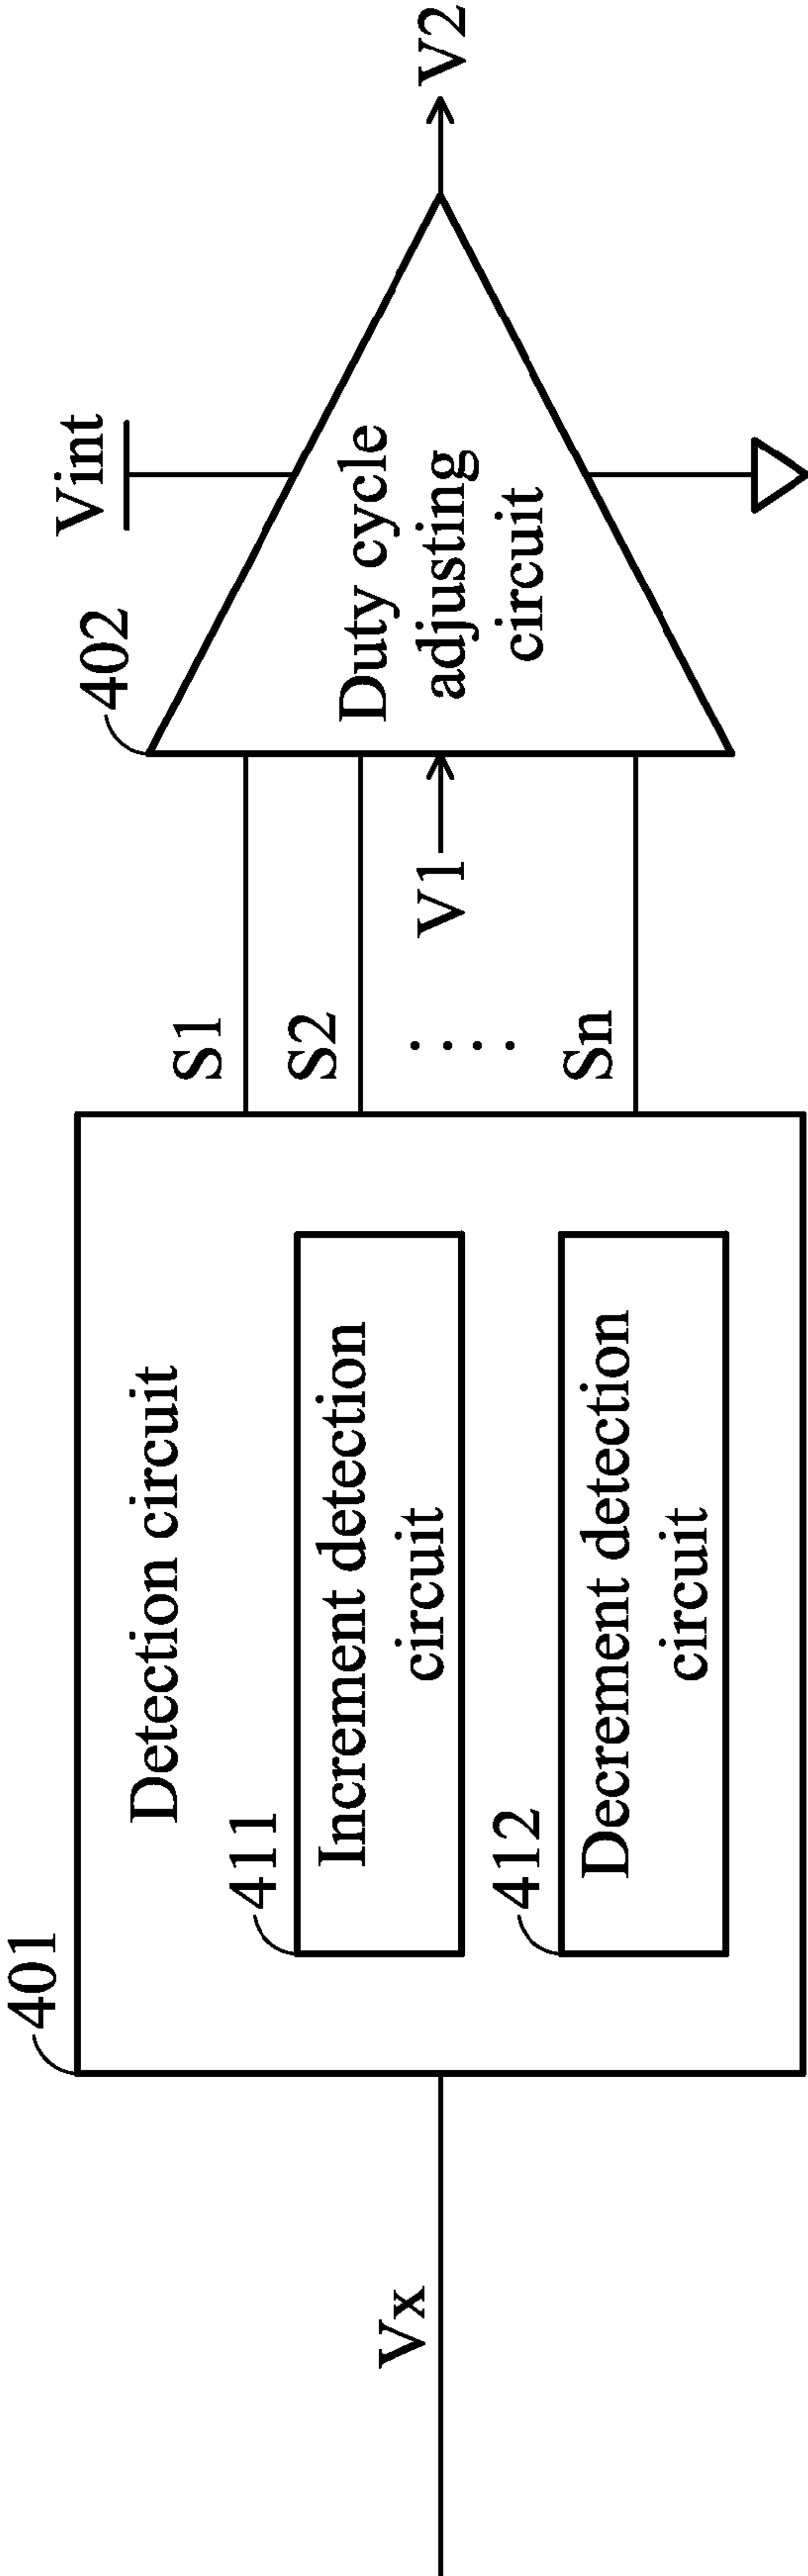 401
Detection circuit
411
Increment detection
circuit
412
Decrement detection
circuit
Vx
S1
S2
Sn
V1
402
Duty cycle
adjusting
circuit
Vint
V2